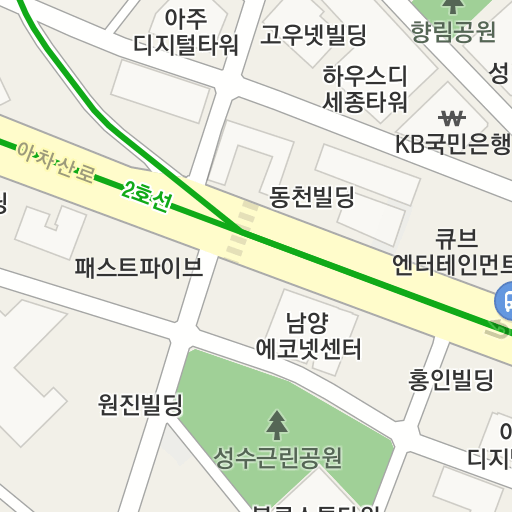 아주
디지털타워
고우넷빌딩
향림공원
하우스디
세종타워
성
KB국민은행
아차산로
2호선
동천빌딩
딩
큐브
엔터테인먼트
패스트파이브
남양
에코넷센터
홍인빌딩
원진빌딩
성수근린공원
디지털